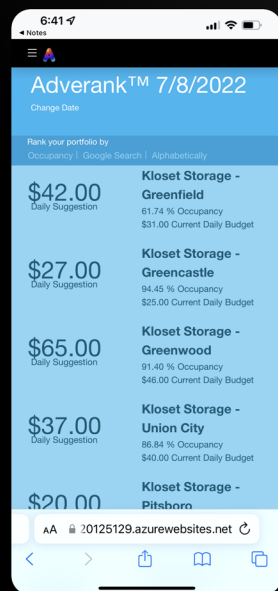 6:41
◀ Notes
Adverank™ 7/8/2022
Change Date
Rank your portfolio by
Occupancy | Google Search | Alphabetically
$42.00
Daily Suggestion
Kloset Storage -
Greenfield
61.74 % Occupancy
$31.00 Current Daily Budget
$27.00
Daily Suggestion
Kloset Storage -
Greencastle
94.45 % Occupancy
$25.00 Current Daily Budget
$65.00
Daily Suggestion
Kloset Storage -
Greenwood
91.40 % Occupancy
$46.00 Current Daily Budget
$37.00
Daily Suggestion
Kloset Storage -
Union City
86.84 % Occupancy
$40.00 Current Daily Budget
$20.00
Kloset Storage -
Pitsboro
AA 20125129.azurewebsites.net